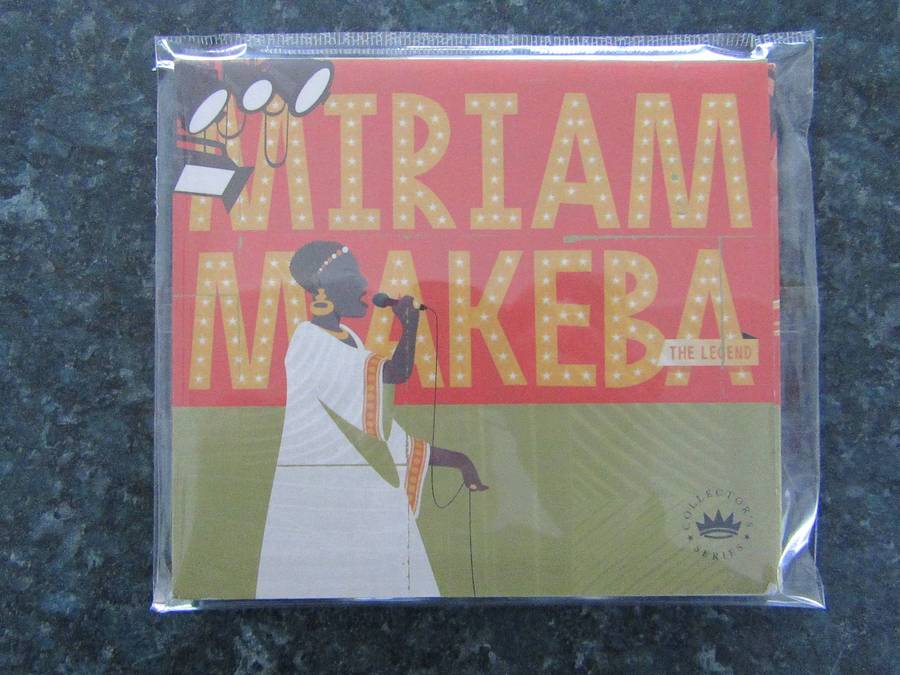 MIRIAM
MAKEBA
THE LEGEND
COLLECTOR'S
SERIES